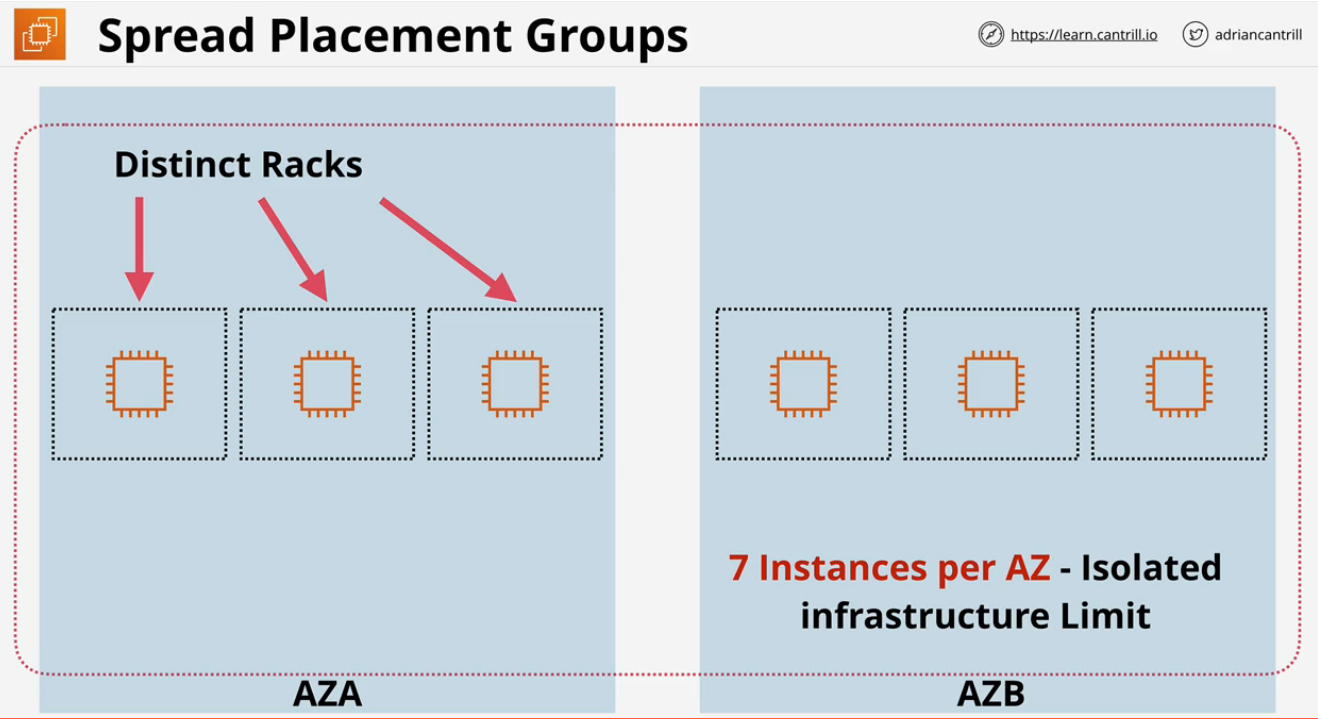 Spread Placement Groups
https://learn.cantrill.io
adriancantrill
Distinct Racks
7 Instances per AZ - Isolated
infrastructure Limit
AZA
AZB